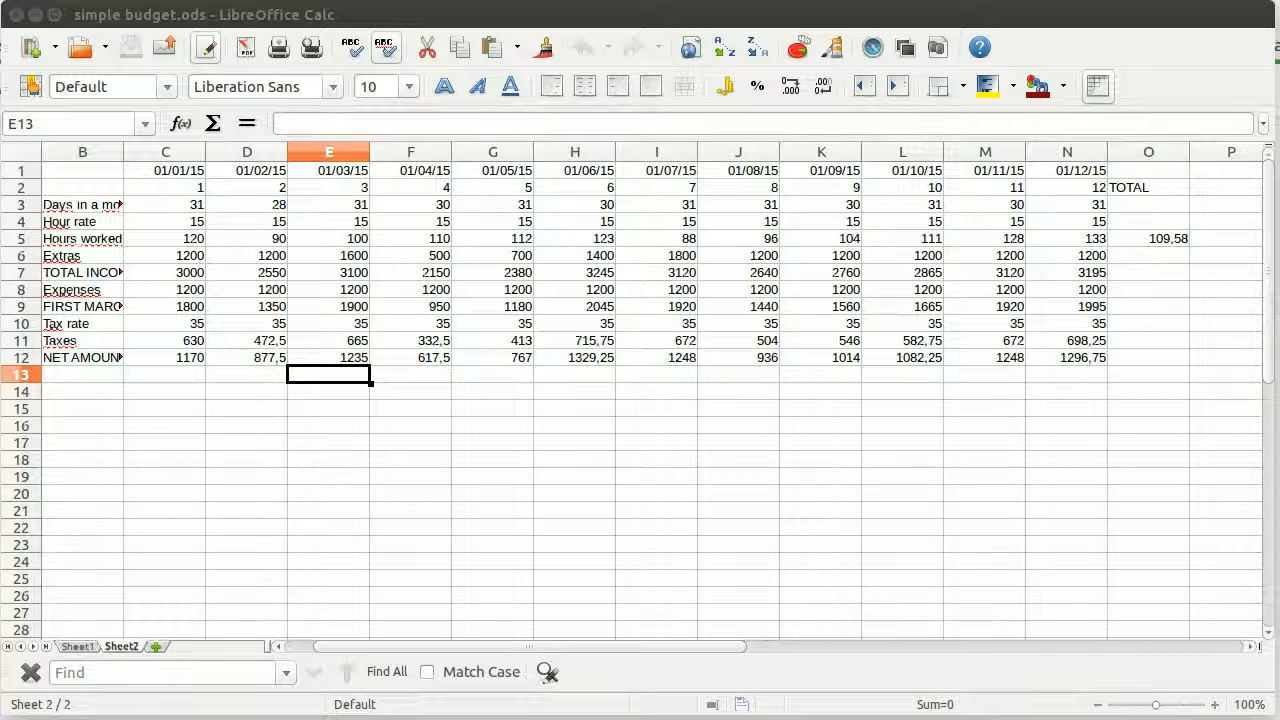 simple budget.ods - LibreOffice Calc
ABC ABC
Default Liberation Sans 10
E13 f(x) Σ =
B C D E F G H I J K L M N O P
1 01/01/15 01/02/15 01/03/15 01/04/15 01/05/15 01/06/15 01/07/15 01/08/15 01/09/15 01/10/15 01/11/15 01/12/15
2 1 2 3 4 5 6 7 8 9 10 11 12 TOTAL
3 Days in a mo 31 28 31 30 31 30 31 31 30 31 30 31
4 Hour rate 15 15 15 15 15 15 15 15 15 15 15 15
5 Hours worked 120 90 100 110 112 123 88 96 104 111 128 133 109,58
6 Extras 1200 1200 1600 500 700 1400 1800 1200 1200 1200 1200 1200
7 TOTAL INCO 3000 2550 3100 2150 2380 3245 3120 2640 2760 2865 3120 3195
8 Expenses 1200 1200 1200 1200 1200 1200 1200 1200 1200 1200 1200 1200
9 FIRST MARG 1800 1350 1900 950 1180 2045 1920 1440 1560 1665 1920 1995
10 Tax rate 35 35 35 35 35 35 35 35 35 35 35 35
11 Taxes 630 472,5 665 332,5 413 715,75 672 504 546 582,75 672 698,25
12 NET AMOUN 1170 877,5 1235 617,5 767 1329,25 1248 936 1014 1082,25 1248 1296,75
13
14
15
16
17
18
19
20
21
22
23
24
25
26
27
28
Sheet1 Sheet2
Find Find All Match Case
Sheet 2 / 2 Default Sum=0 100%